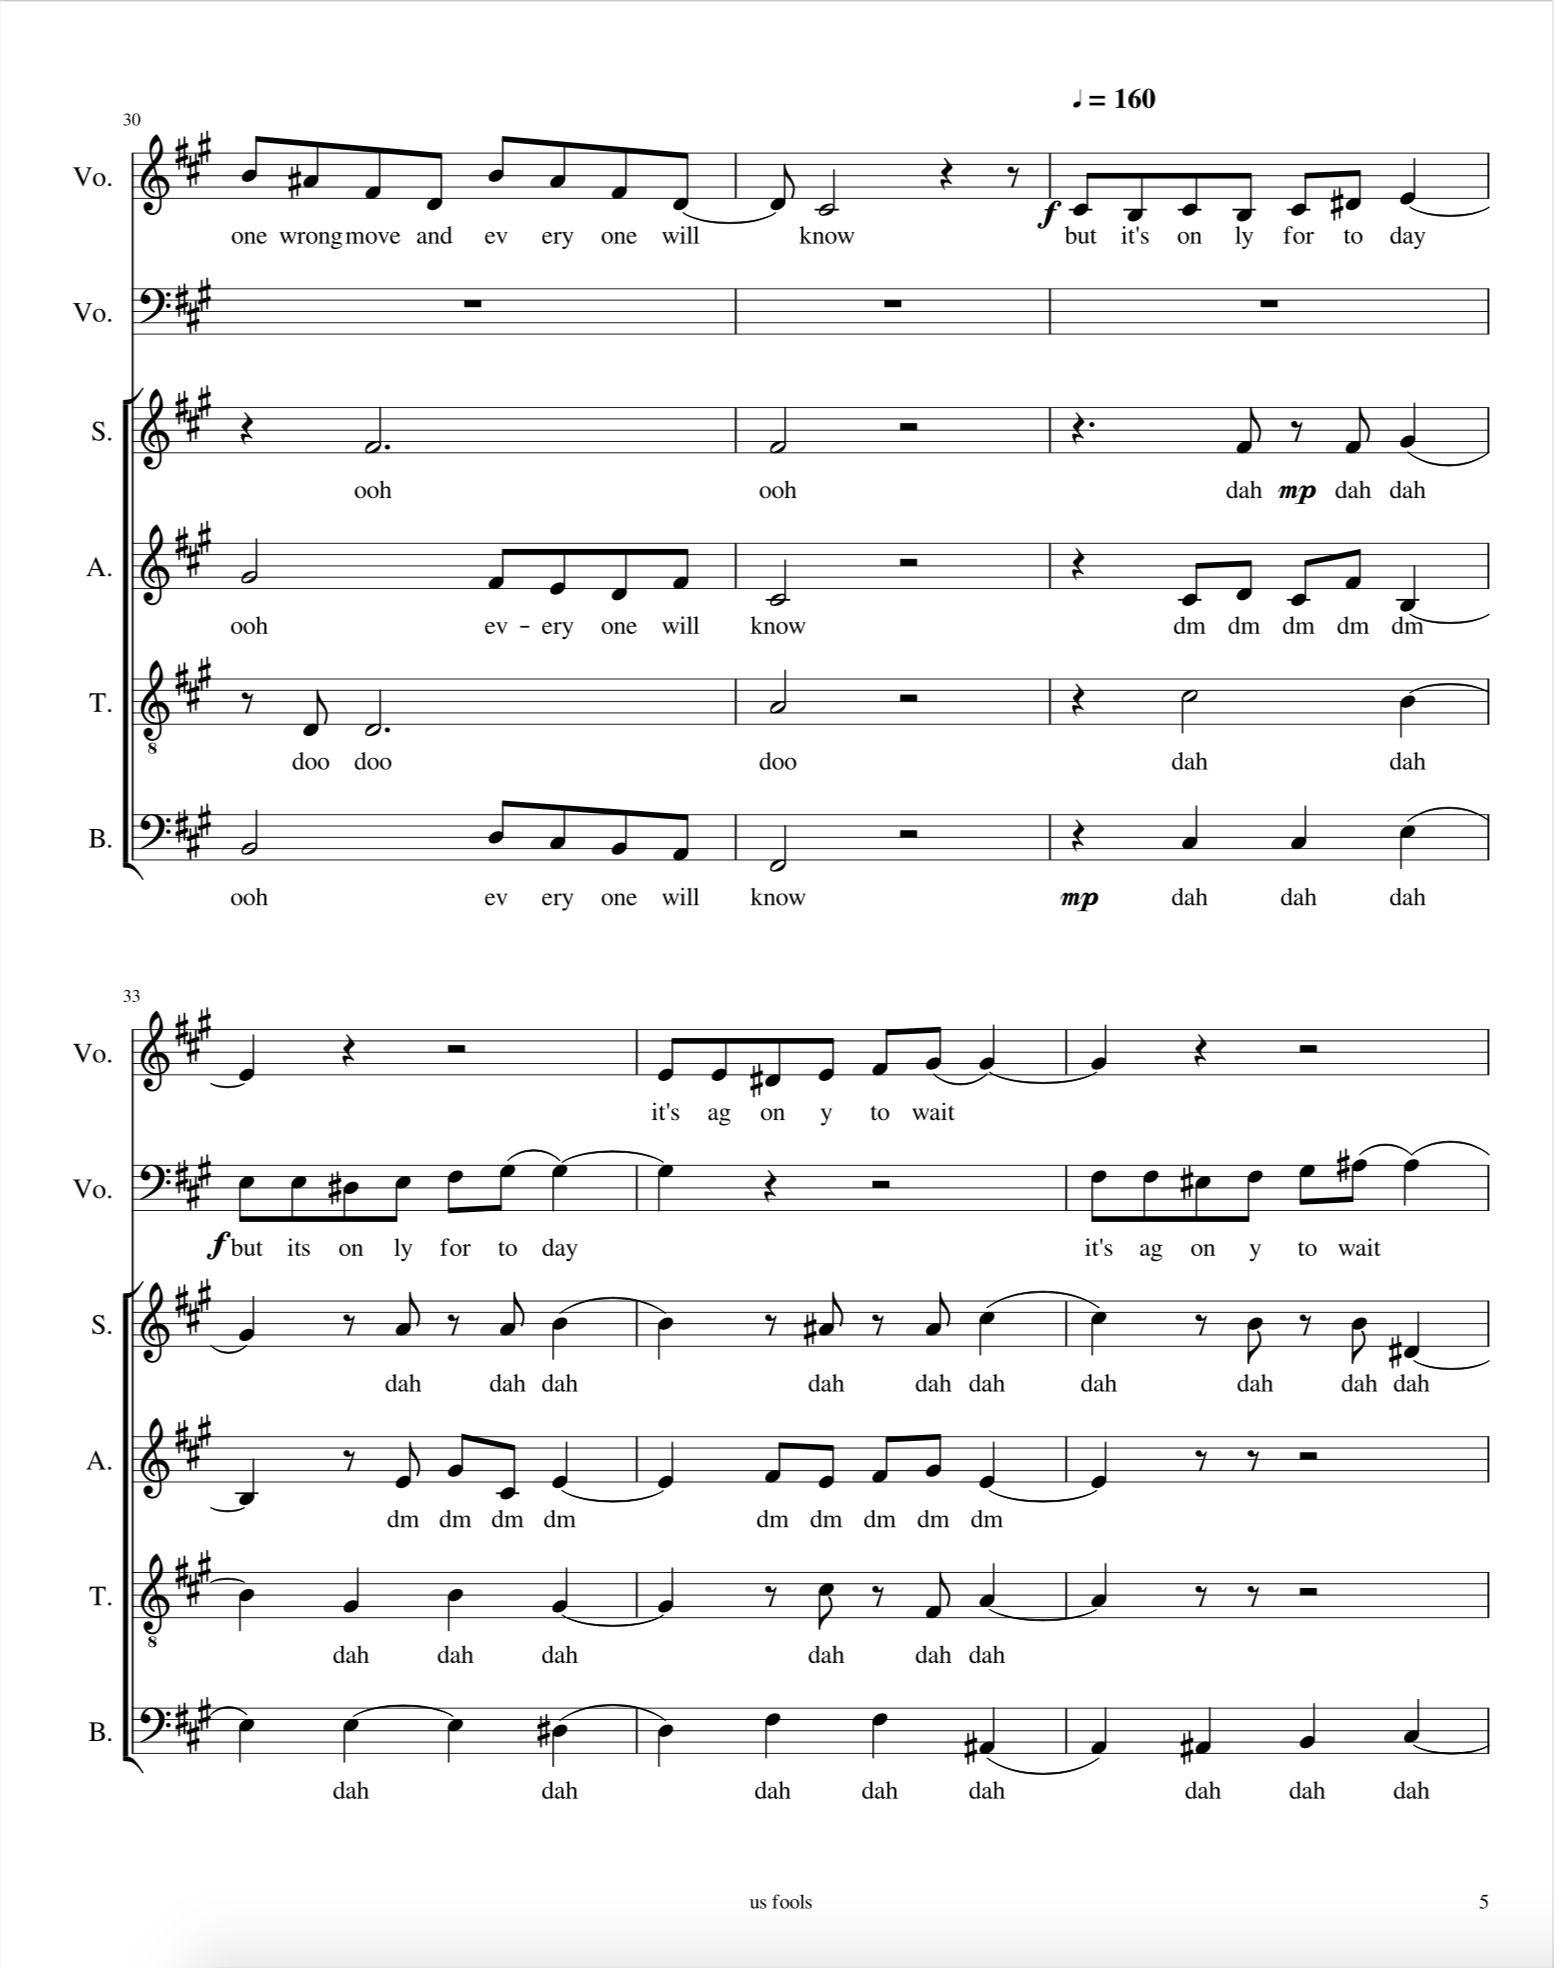 ♩ = 160
30
Vo.
one wrong move and ev ery one will know f but it's on ly for to day
Vo.
S.
ooh ooh dah mp dah dah
A.
ooh ev - ery one will know dm dm dm dm dm
T.
8
doo doo doo dah dah
B.
ooh ev ery one will know mp dah dah dah
33
Vo.
it's ag on y to wait
Vo.
f but its on ly for to day it's ag on y to wait
S.
dah dah dah dah dah dah dah dah dah dah
A.
dm dm dm dm dm dm dm dm dm
T.
8
dah dah dah dah dah dah
B.
dah dah dah dah dah dah dah dah
us fools 5